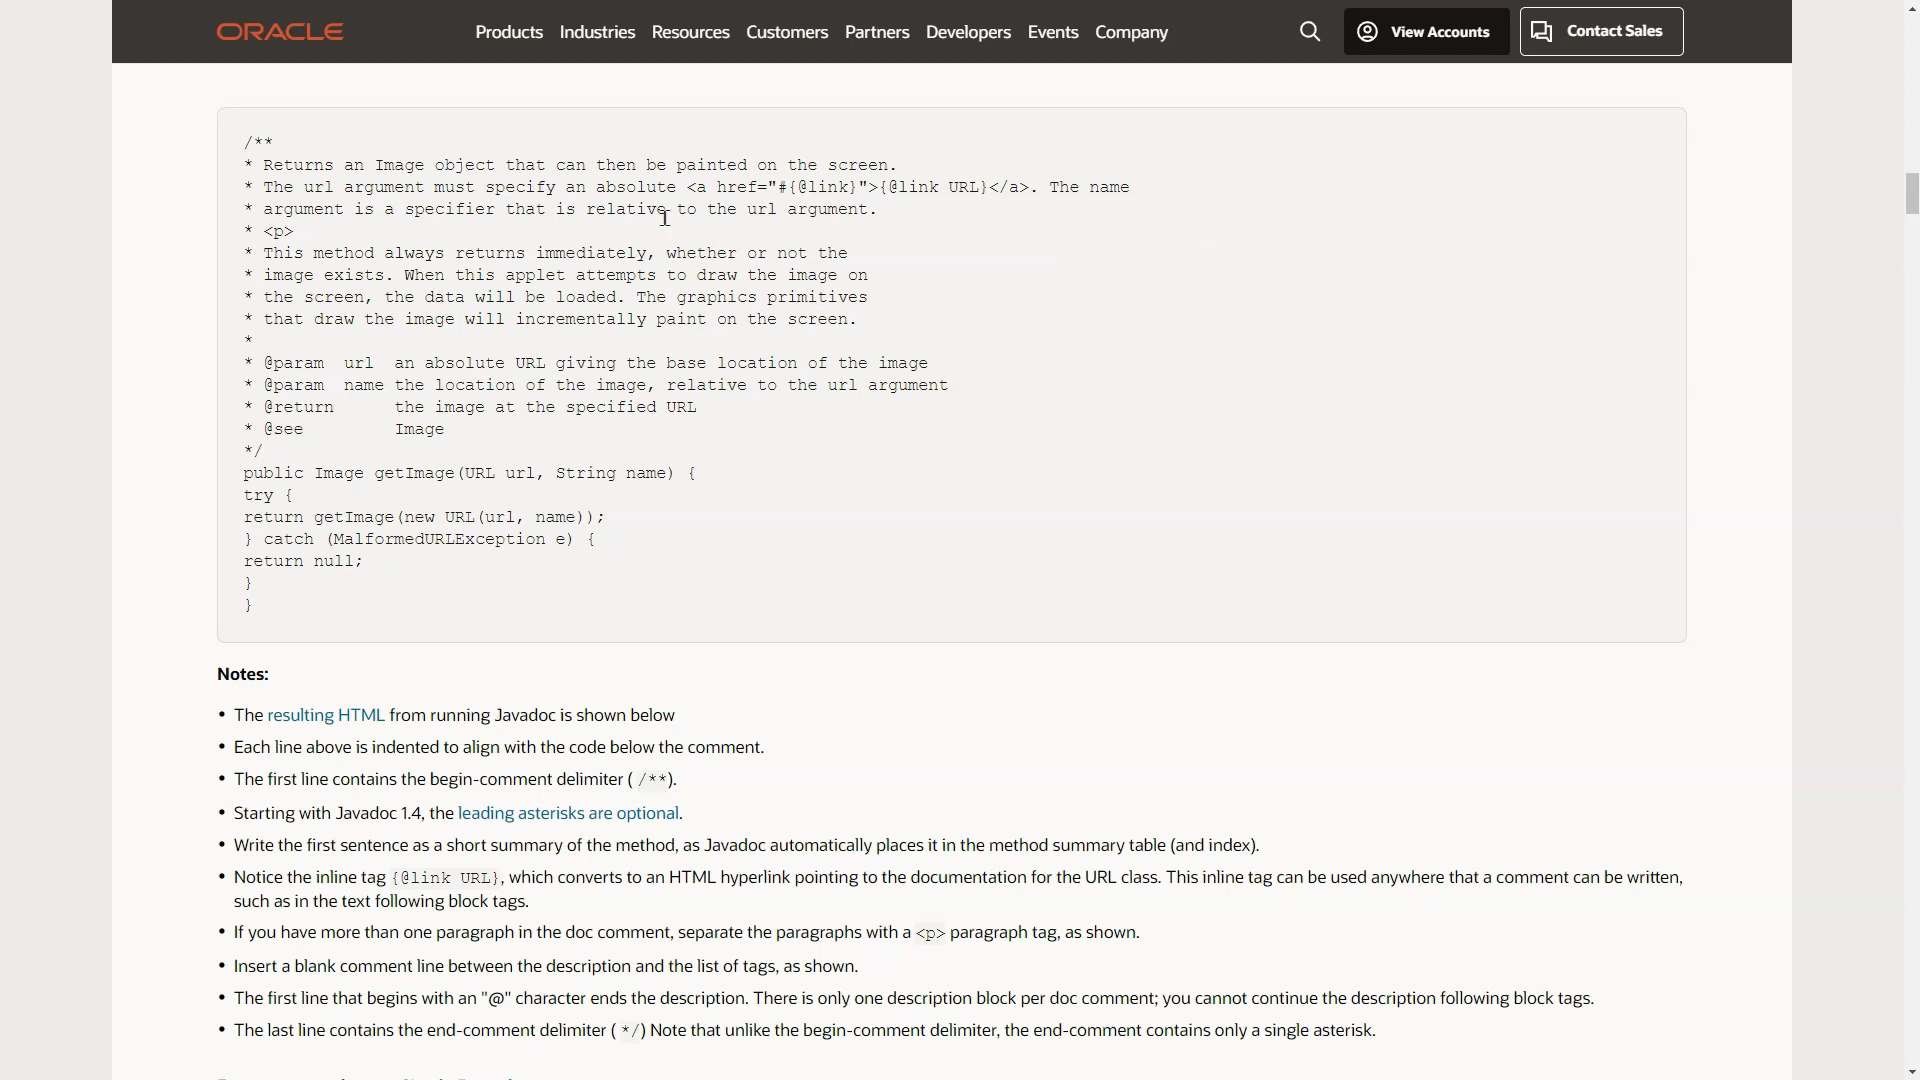 ORACLE
Products Industries Resources Customers Partners Developers Events Company
View Accounts
Contact Sales
/**
* Returns an Image object that can then be painted on the screen.
* The url argument must specify an absolute <a href="#{@link}">{@link URL}</a>. The name
* argument is a specifier that is relative to the url argument.
* <p>
* This method always returns immediately, whether or not the
* image exists. When this applet attempts to draw the image on
* the screen, the data will be loaded. The graphics primitives
* that draw the image will incrementally paint on the screen.
*
* @param  url  an absolute URL giving the base location of the image
* @param  name the location of the image, relative to the url argument
* @return      the image at the specified URL
* @see         Image
*/
public Image getImage(URL url, String name) {
try {
return getImage(new URL(url, name));
} catch (MalformedURLException e) {
return null;
}
}
Notes:
• The resulting HTML from running Javadoc is shown below
• Each line above is indented to align with the code below the comment.
• The first line contains the begin-comment delimiter ( /**).
• Starting with Javadoc 1.4, the leading asterisks are optional.
• Write the first sentence as a short summary of the method, as Javadoc automatically places it in the method summary table (and index).
• Notice the inline tag {@link URL}, which converts to an HTML hyperlink pointing to the documentation for the URL class. This inline tag can be used anywhere that a comment can be written,
such as in the text following block tags.
• If you have more than one paragraph in the doc comment, separate the paragraphs with a <p> paragraph tag, as shown.
• Insert a blank comment line between the description and the list of tags, as shown.
• The first line that begins with an "@" character ends the description. There is only one description block per doc comment; you cannot continue the description following block tags.
• The last line contains the end-comment delimiter ( */) Note that unlike the begin-comment delimiter, the end-comment contains only a single asterisk.